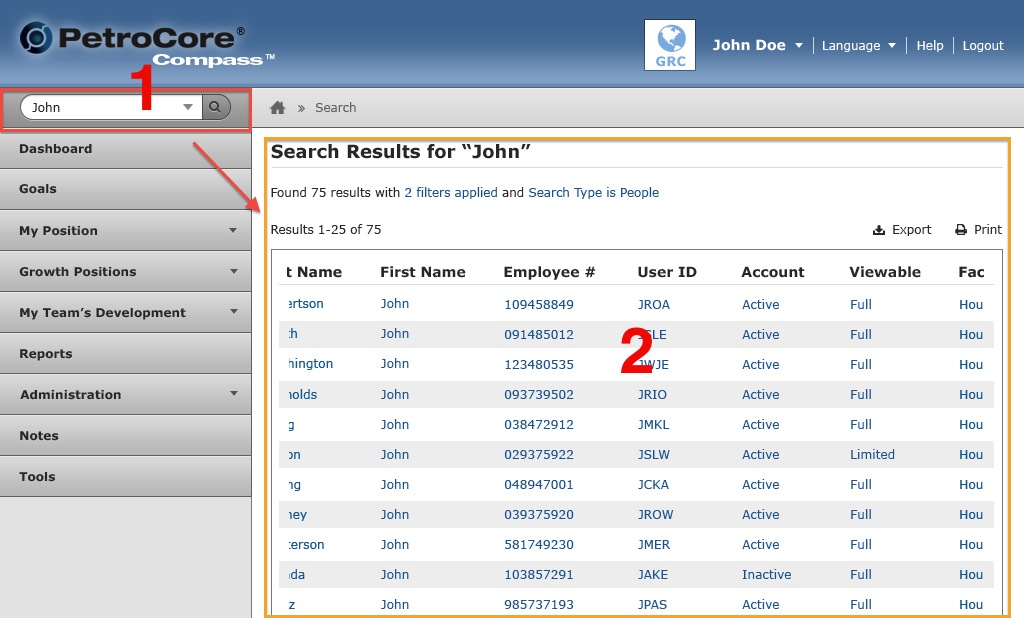 PetroCore®
Compass™
GRC
John Doe
Language
Help
Logout
1
John
» Search
Dashboard
Goals
My Position
Growth Positions
My Team's Development
Reports
Administration
Notes
Tools
Search Results for “John”
Found 75 results with 2 filters applied and Search Type is People
Results 1-25 of 75
Export
Print
t Name First Name Employee # User ID Account Viewable Fac
ertson John 109458849 JROA Active Full Hou
th John 091485012 JSLE Active Full Hou
2
hington John 123480535 JWJE Active Full Hou
nolds John 093739502 JRIO Active Full Hou
g John 038472912 JMKL Active Full Hou
on John 029375922 JSLW Active Limited Hou
ng John 048947001 JCKA Active Full Hou
ney John 039375920 JROW Active Full Hou
terson John 581749230 JMER Active Full Hou
da John 103857291 JAKE Inactive Full Hou
z John 985737193 JPAS Active Full Hou